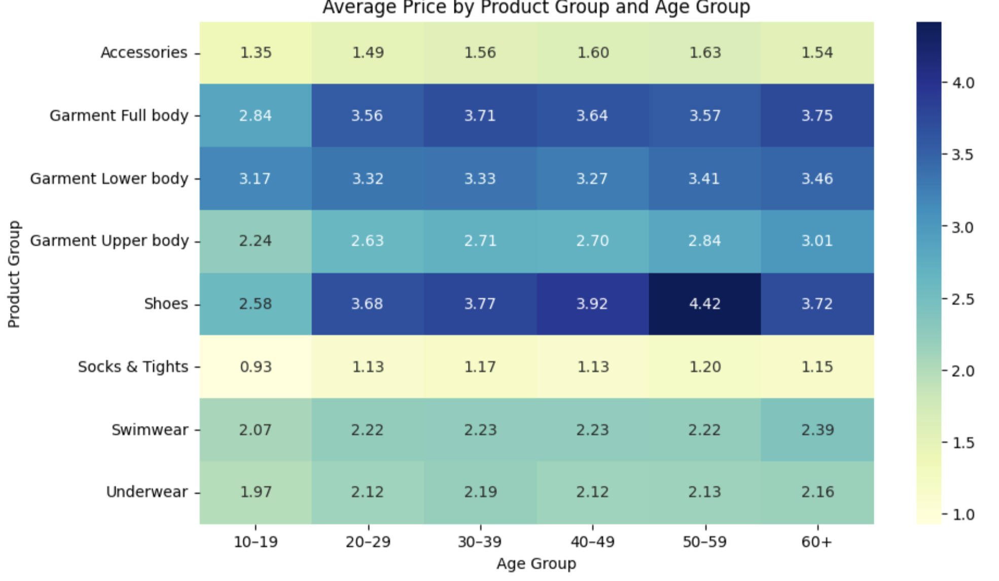 Average Price by Product Group and Age Group
Product Group
Accessories 1.35 1.49 1.56 1.60 1.63 1.54
Garment Full body 2.84 3.56 3.71 3.64 3.57 3.75
Garment Lower body 3.17 3.32 3.33 3.27 3.41 3.46
Garment Upper body 2.24 2.63 2.71 2.70 2.84 3.01
Shoes 2.58 3.68 3.77 3.92 4.42 3.72
Socks & Tights 0.93 1.13 1.17 1.13 1.20 1.15
Swimwear 2.07 2.22 2.23 2.23 2.22 2.39
Underwear 1.97 2.12 2.19 2.12 2.13 2.16
10–19 20–29 30–39 40–49 50–59 60+
Age Group
4.0
3.5
3.0
2.5
2.0
1.5
1.0